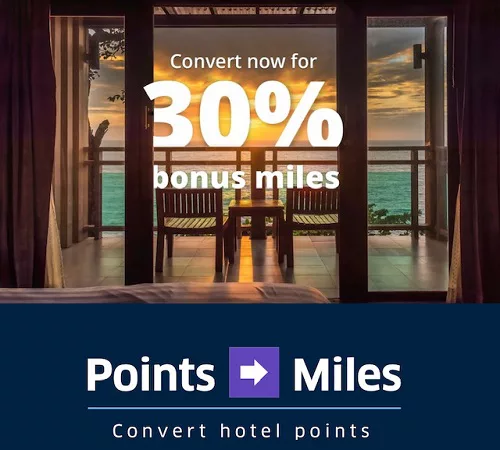 Convert now for
30%
bonus miles
Points Miles
Convert hotel points